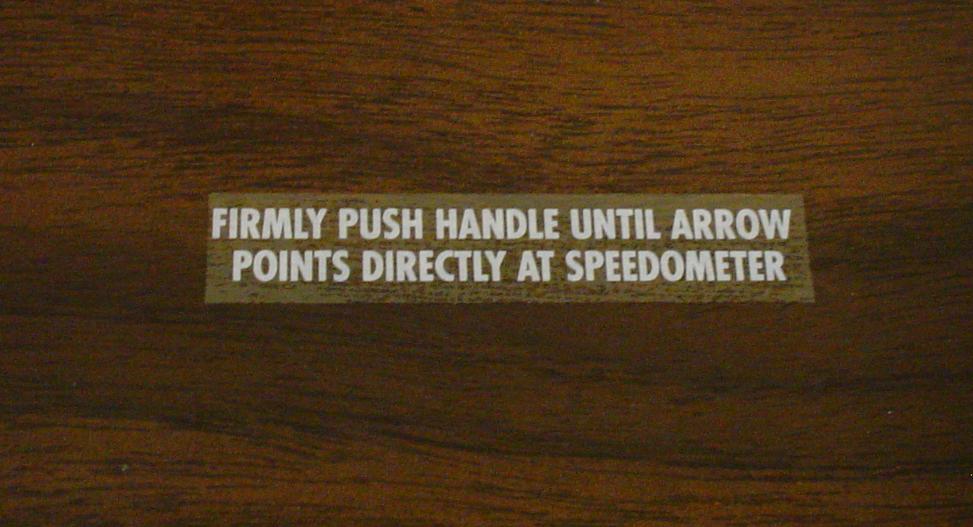 FIRMLY PUSH HANDLE UNTIL ARROW
POINTS DIRECTLY AT SPEEDOMETER